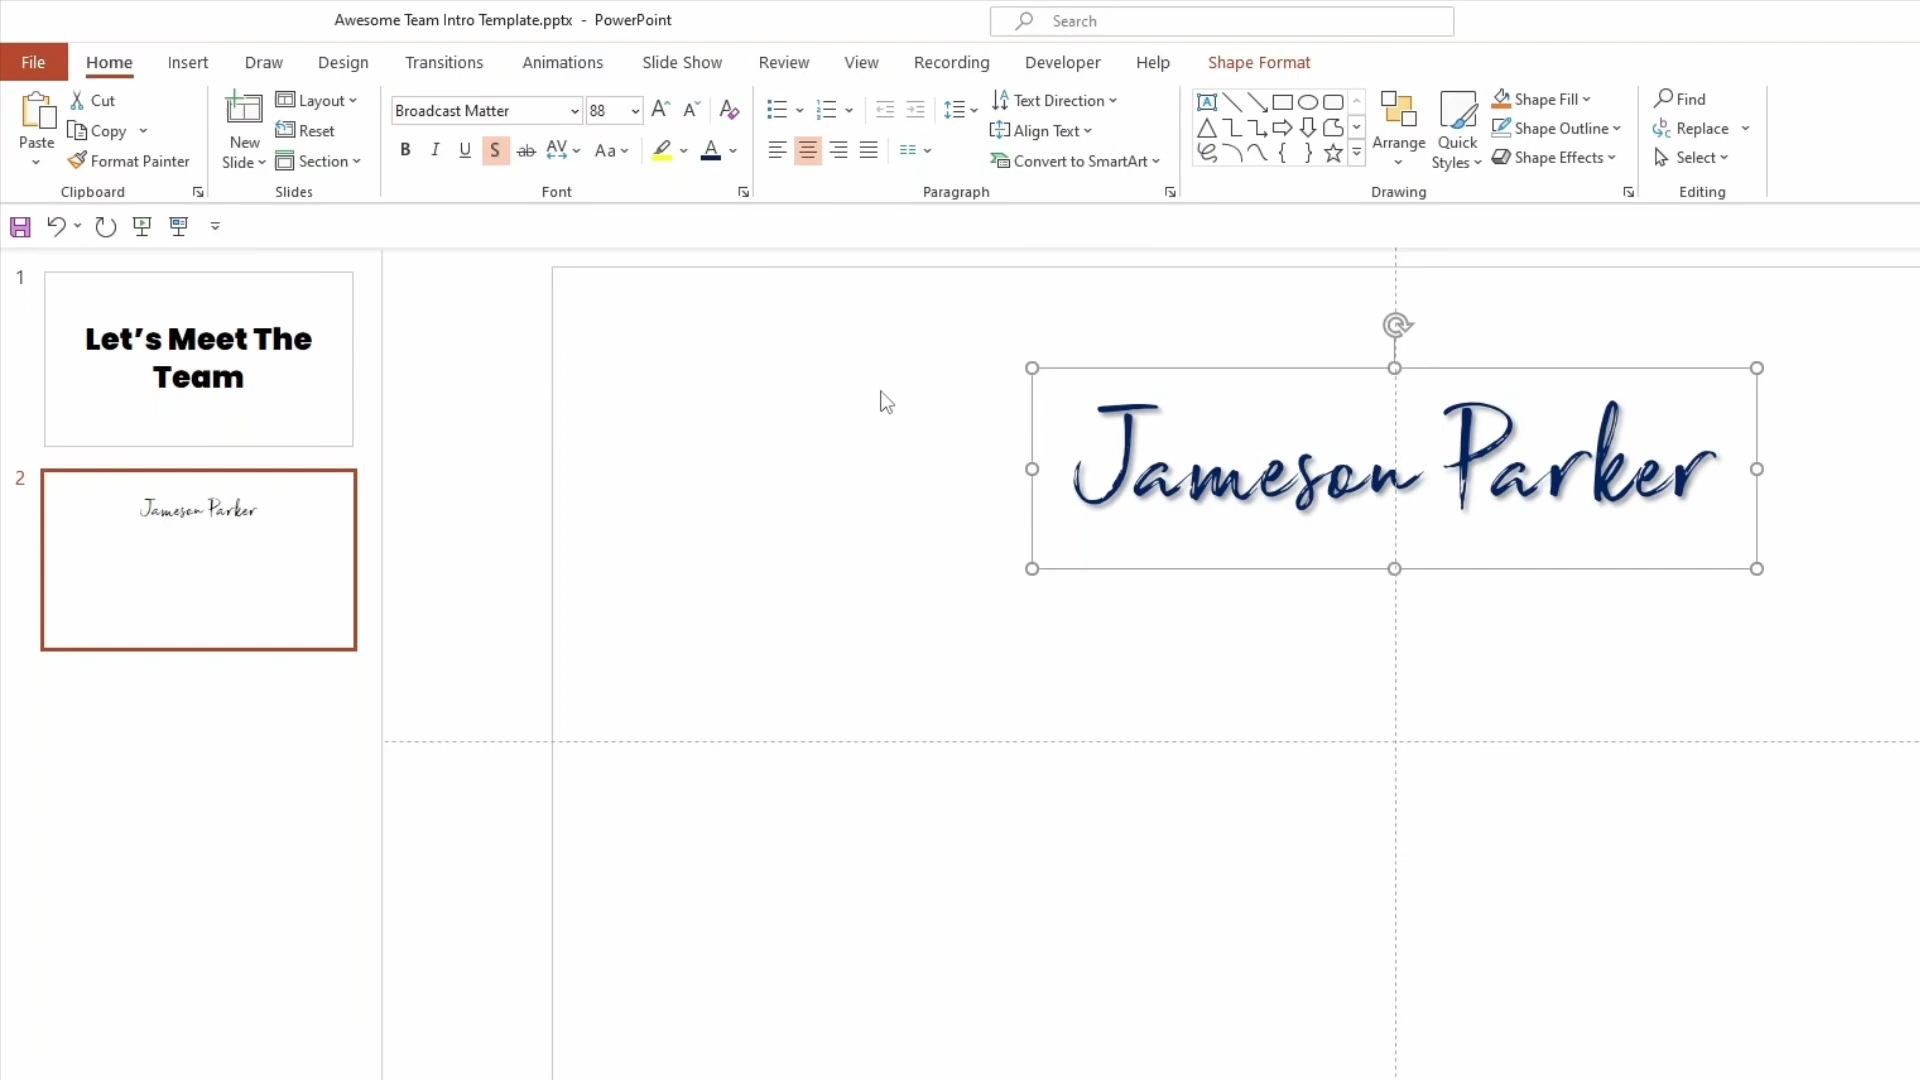 Awesome Team Intro Template.pptx - PowerPoint
Search
File Home Insert Draw Design Transitions Animations Slide Show Review View Recording Developer Help Shape Format
Paste
Cut
Copy
Format Painter
Clipboard
New
Slide
Layout
Reset
Section
Slides
Broadcast Matter 88
B I U S ab AV Aa A
Font
Text Direction
Align Text
Convert to SmartArt
Paragraph
Arrange
Quick
Styles
Shape Fill
Shape Outline
Shape Effects
Drawing
Find
Replace
Select
Editing
1
Let’s Meet The
Team
2
Jameson Parker
Jameson Parker